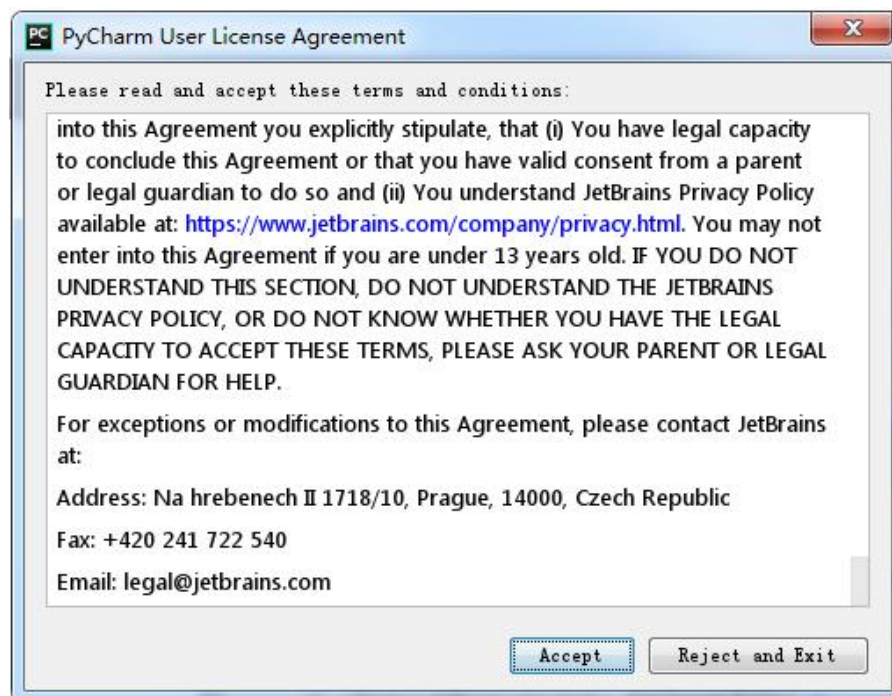 PC PyCharm User License Agreement
Please read and accept these terms and conditions:
into this Agreement you explicitly stipulate, that (i) You have legal capacity
to conclude this Agreement or that you have valid consent from a parent
or legal guardian to do so and (ii) You understand JetBrains Privacy Policy
available at: https://www.jetbrains.com/company/privacy.html. You may not
enter into this Agreement if you are under 13 years old. IF YOU DO NOT
UNDERSTAND THIS SECTION, DO NOT UNDERSTAND THE JETBRAINS
PRIVACY POLICY, OR DO NOT KNOW WHETHER YOU HAVE THE LEGAL
CAPACITY TO ACCEPT THESE TERMS, PLEASE ASK YOUR PARENT OR LEGAL
GUARDIAN FOR HELP.
For exceptions or modifications to this Agreement, please contact JetBrains
at:
Address: Na hrebenech II 1718/10, Prague, 14000, Czech Republic
Fax: +420 241 722 540
Email: legal@jetbrains.com
Accept Reject and Exit